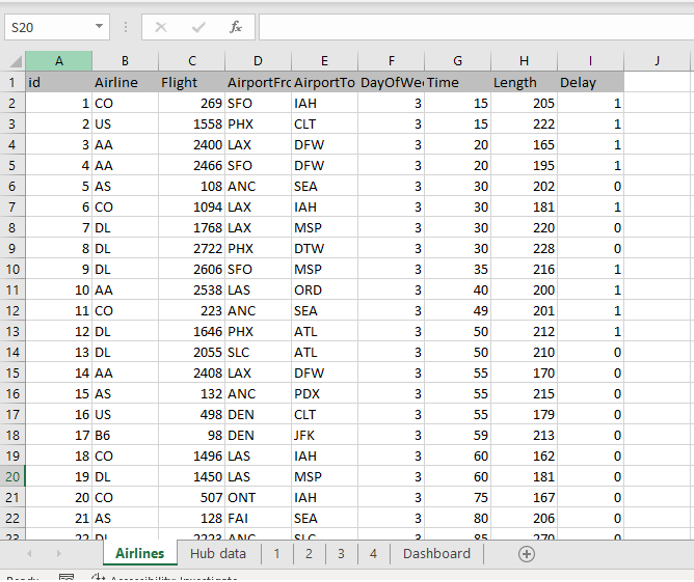 S20 fx
A B C D E F G H I J
1 id Airline Flight AirportFro AirportTo DayOfWee Time Length Delay
2 1 CO 269 SFO IAH 3 15 205 1
3 2 US 1558 PHX CLT 3 15 222 1
4 3 AA 2400 LAX DFW 3 20 165 1
5 4 AA 2466 SFO DFW 3 20 195 1
6 5 AS 108 ANC SEA 3 30 202 0
7 6 CO 1094 LAX IAH 3 30 181 1
8 7 DL 1768 LAX MSP 3 30 220 0
9 8 DL 2722 PHX DTW 3 30 228 0
10 9 DL 2606 SFO MSP 3 35 216 1
11 10 AA 2538 LAS ORD 3 40 200 1
12 11 CO 223 ANC SEA 3 49 201 1
13 12 DL 1646 PHX ATL 3 50 212 1
14 13 DL 2055 SLC ATL 3 50 210 0
15 14 AA 2408 LAX DFW 3 55 170 0
16 15 AS 132 ANC PDX 3 55 215 0
17 16 US 498 DEN CLT 3 55 179 0
18 17 B6 98 DEN JFK 3 59 213 0
19 18 CO 1496 LAS IAH 3 60 162 0
20 19 DL 1450 LAS MSP 3 60 181 0
21 20 CO 507 ONT IAH 3 75 167 0
22 21 AS 128 FAI SEA 3 80 206 0
23 22 DL 2223 ANC SLC 3 85 270 0
Airlines Hub data 1 2 3 4 Dashboard
Ready Accessibility: Investigate